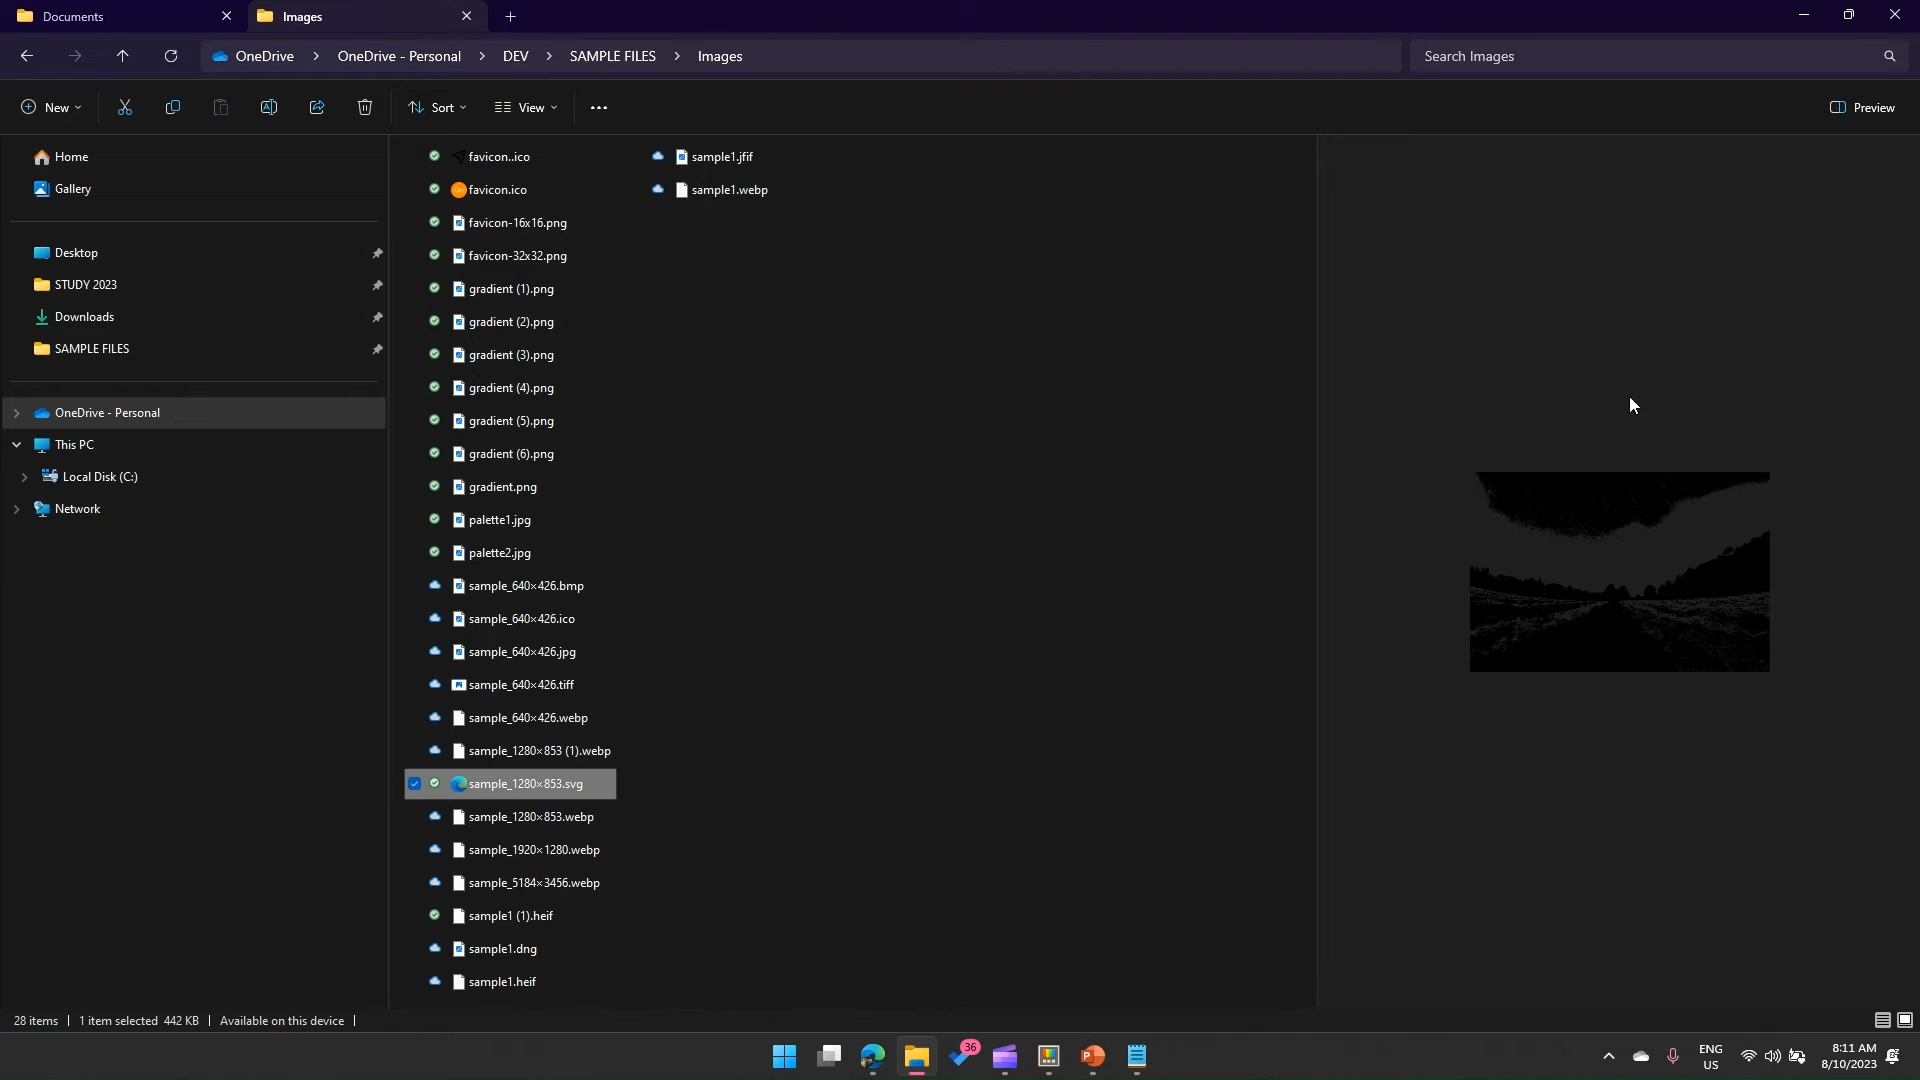 Documents
Images
OneDrive > OneDrive - Personal > DEV > SAMPLE FILES > Images
Search Images
New
Sort
View
Preview
Home
Gallery
Desktop
STUDY 2023
Downloads
SAMPLE FILES
OneDrive - Personal
This PC
Local Disk (C:)
Network
favicon..ico
favicon.ico
favicon-16x16.png
favicon-32x32.png
gradient (1).png
gradient (2).png
gradient (3).png
gradient (4).png
gradient (5).png
gradient (6).png
gradient.png
palette1.jpg
palette2.jpg
sample_640×426.bmp
sample_640×426.ico
sample_640×426.jpg
sample_640×426.tiff
sample_640×426.webp
sample_1280×853 (1).webp
sample_1280×853.svg
sample_1280×853.webp
sample_1920×1280.webp
sample_5184×3456.webp
sample1 (1).heif
sample1.dng
sample1.heif
sample1.jfif
sample1.webp
28 items | 1 item selected 442 KB | Available on this device |
36
P
ENG
US
8:11 AM
8/10/2023